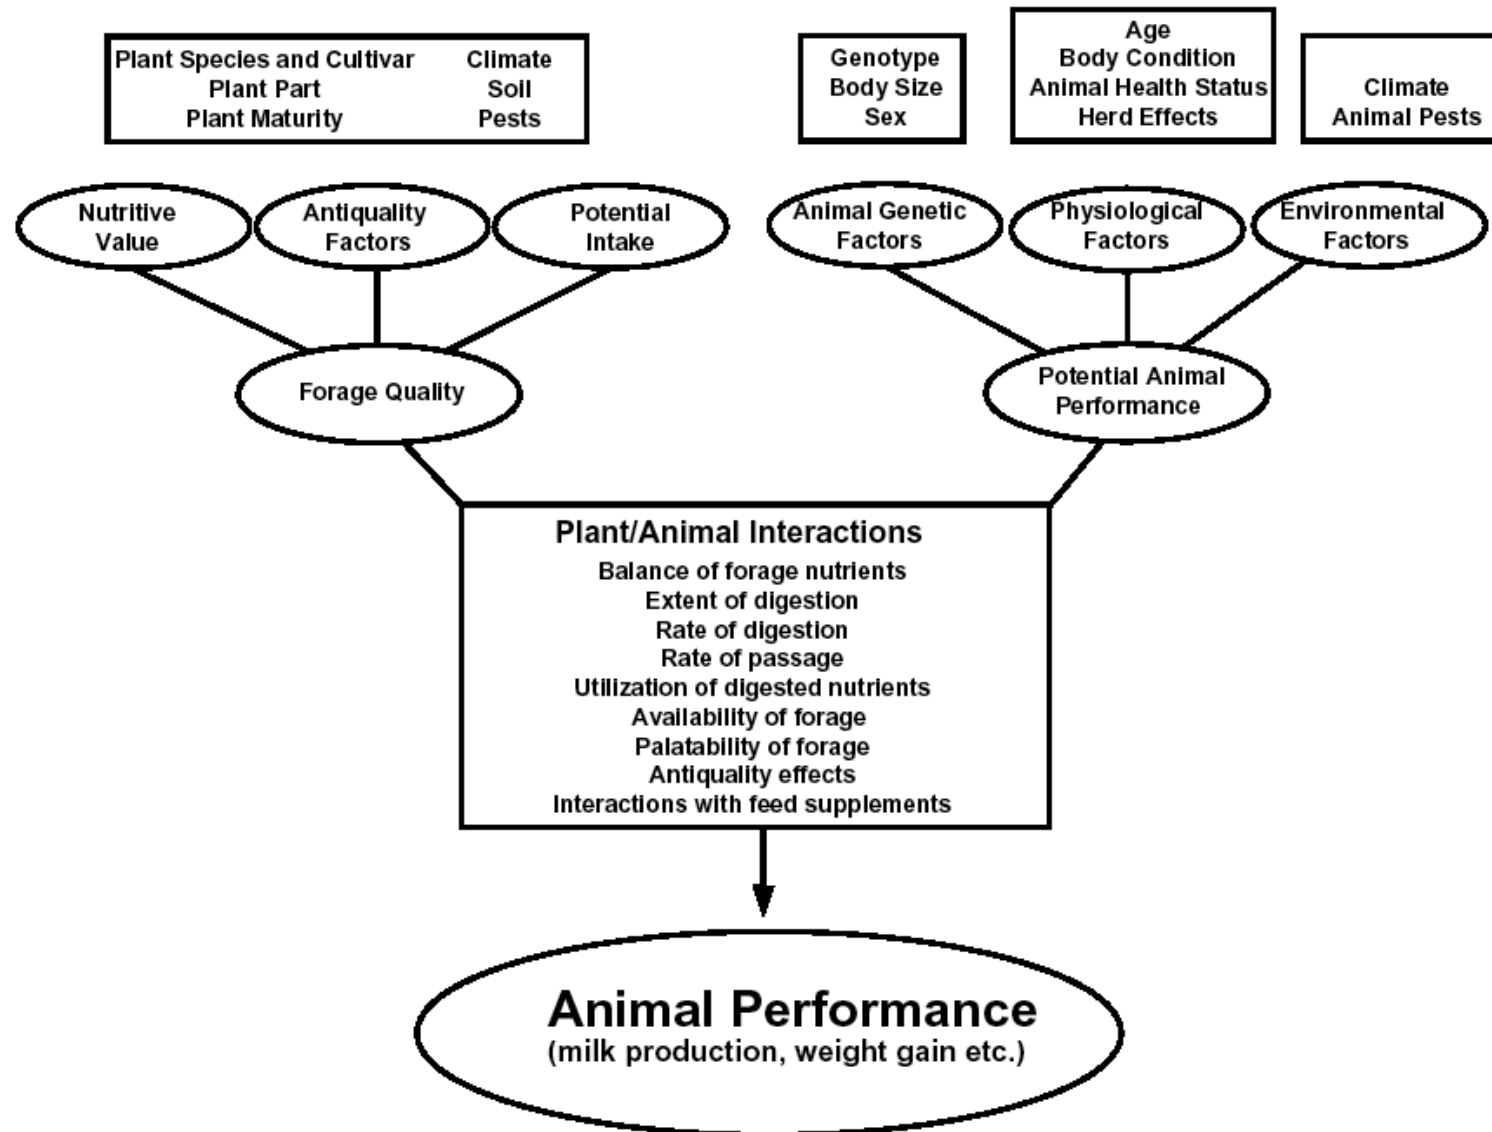 Plant Species and Cultivar Climate
Plant Part Soil
Plant Maturity Pests
Genotype
Body Size
Sex
Age
Body Condition
Animal Health Status
Herd Effects
Climate
Animal Pests
Nutritive
Value
Antiquality
Factors
Potential
Intake
Animal Genetic
Factors
Physiological
Factors
Environmental
Factors
Forage Quality
Potential Animal
Performance
Plant/Animal Interactions
Balance of forage nutrients
Extent of digestion
Rate of digestion
Rate of passage
Utilization of digested nutrients
Availability of forage
Palatability of forage
Antiquality effects
Interactions with feed supplements
Animal Performance
(milk production, weight gain etc.)